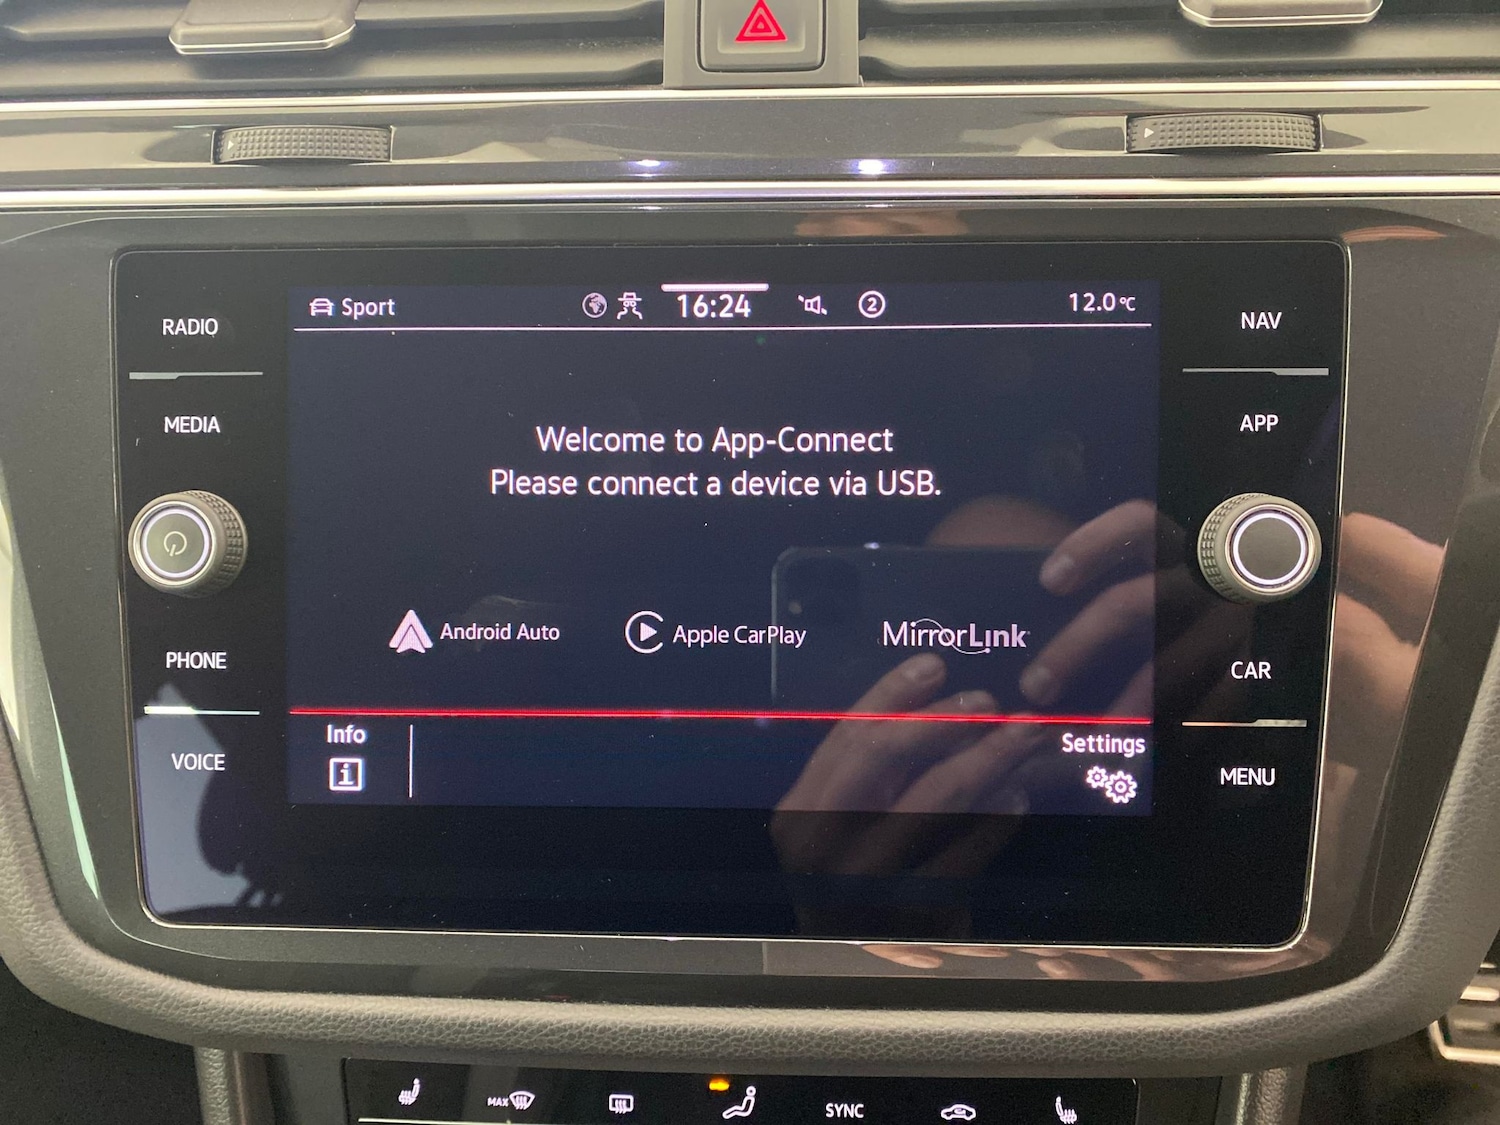 Sport
16:24
2
12.0°C
RADIO
MEDIA
PHONE
VOICE
Welcome to App-Connect
Please connect a device via USB.
Android Auto
Apple CarPlay
MirrorLink
Info
i
Settings
NAV
APP
CAR
MENU
MAX
SYNC